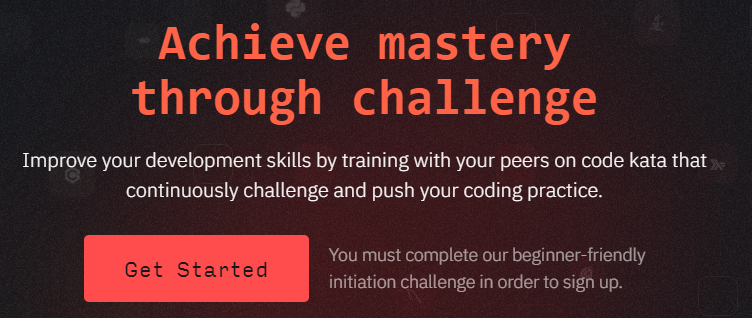 Achieve mastery
through challenge
Improve your development skills by training with your peers on code kata that
continuously challenge and push your coding practice.
Get Started
You must complete our beginner-friendly
initiation challenge in order to sign up.